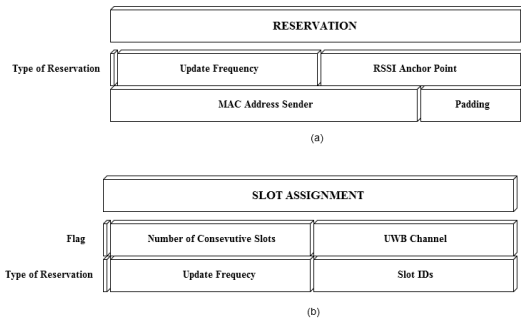 RESERVATION
Type of Reservation Update Frequency RSSI Anchor Point
MAC Address Sender Padding
(a)
SLOT ASSIGNMENT
Flag Number of Consevutive Slots UWB Channel
Type of Reservation Update Frequecy Slot IDs
(b)